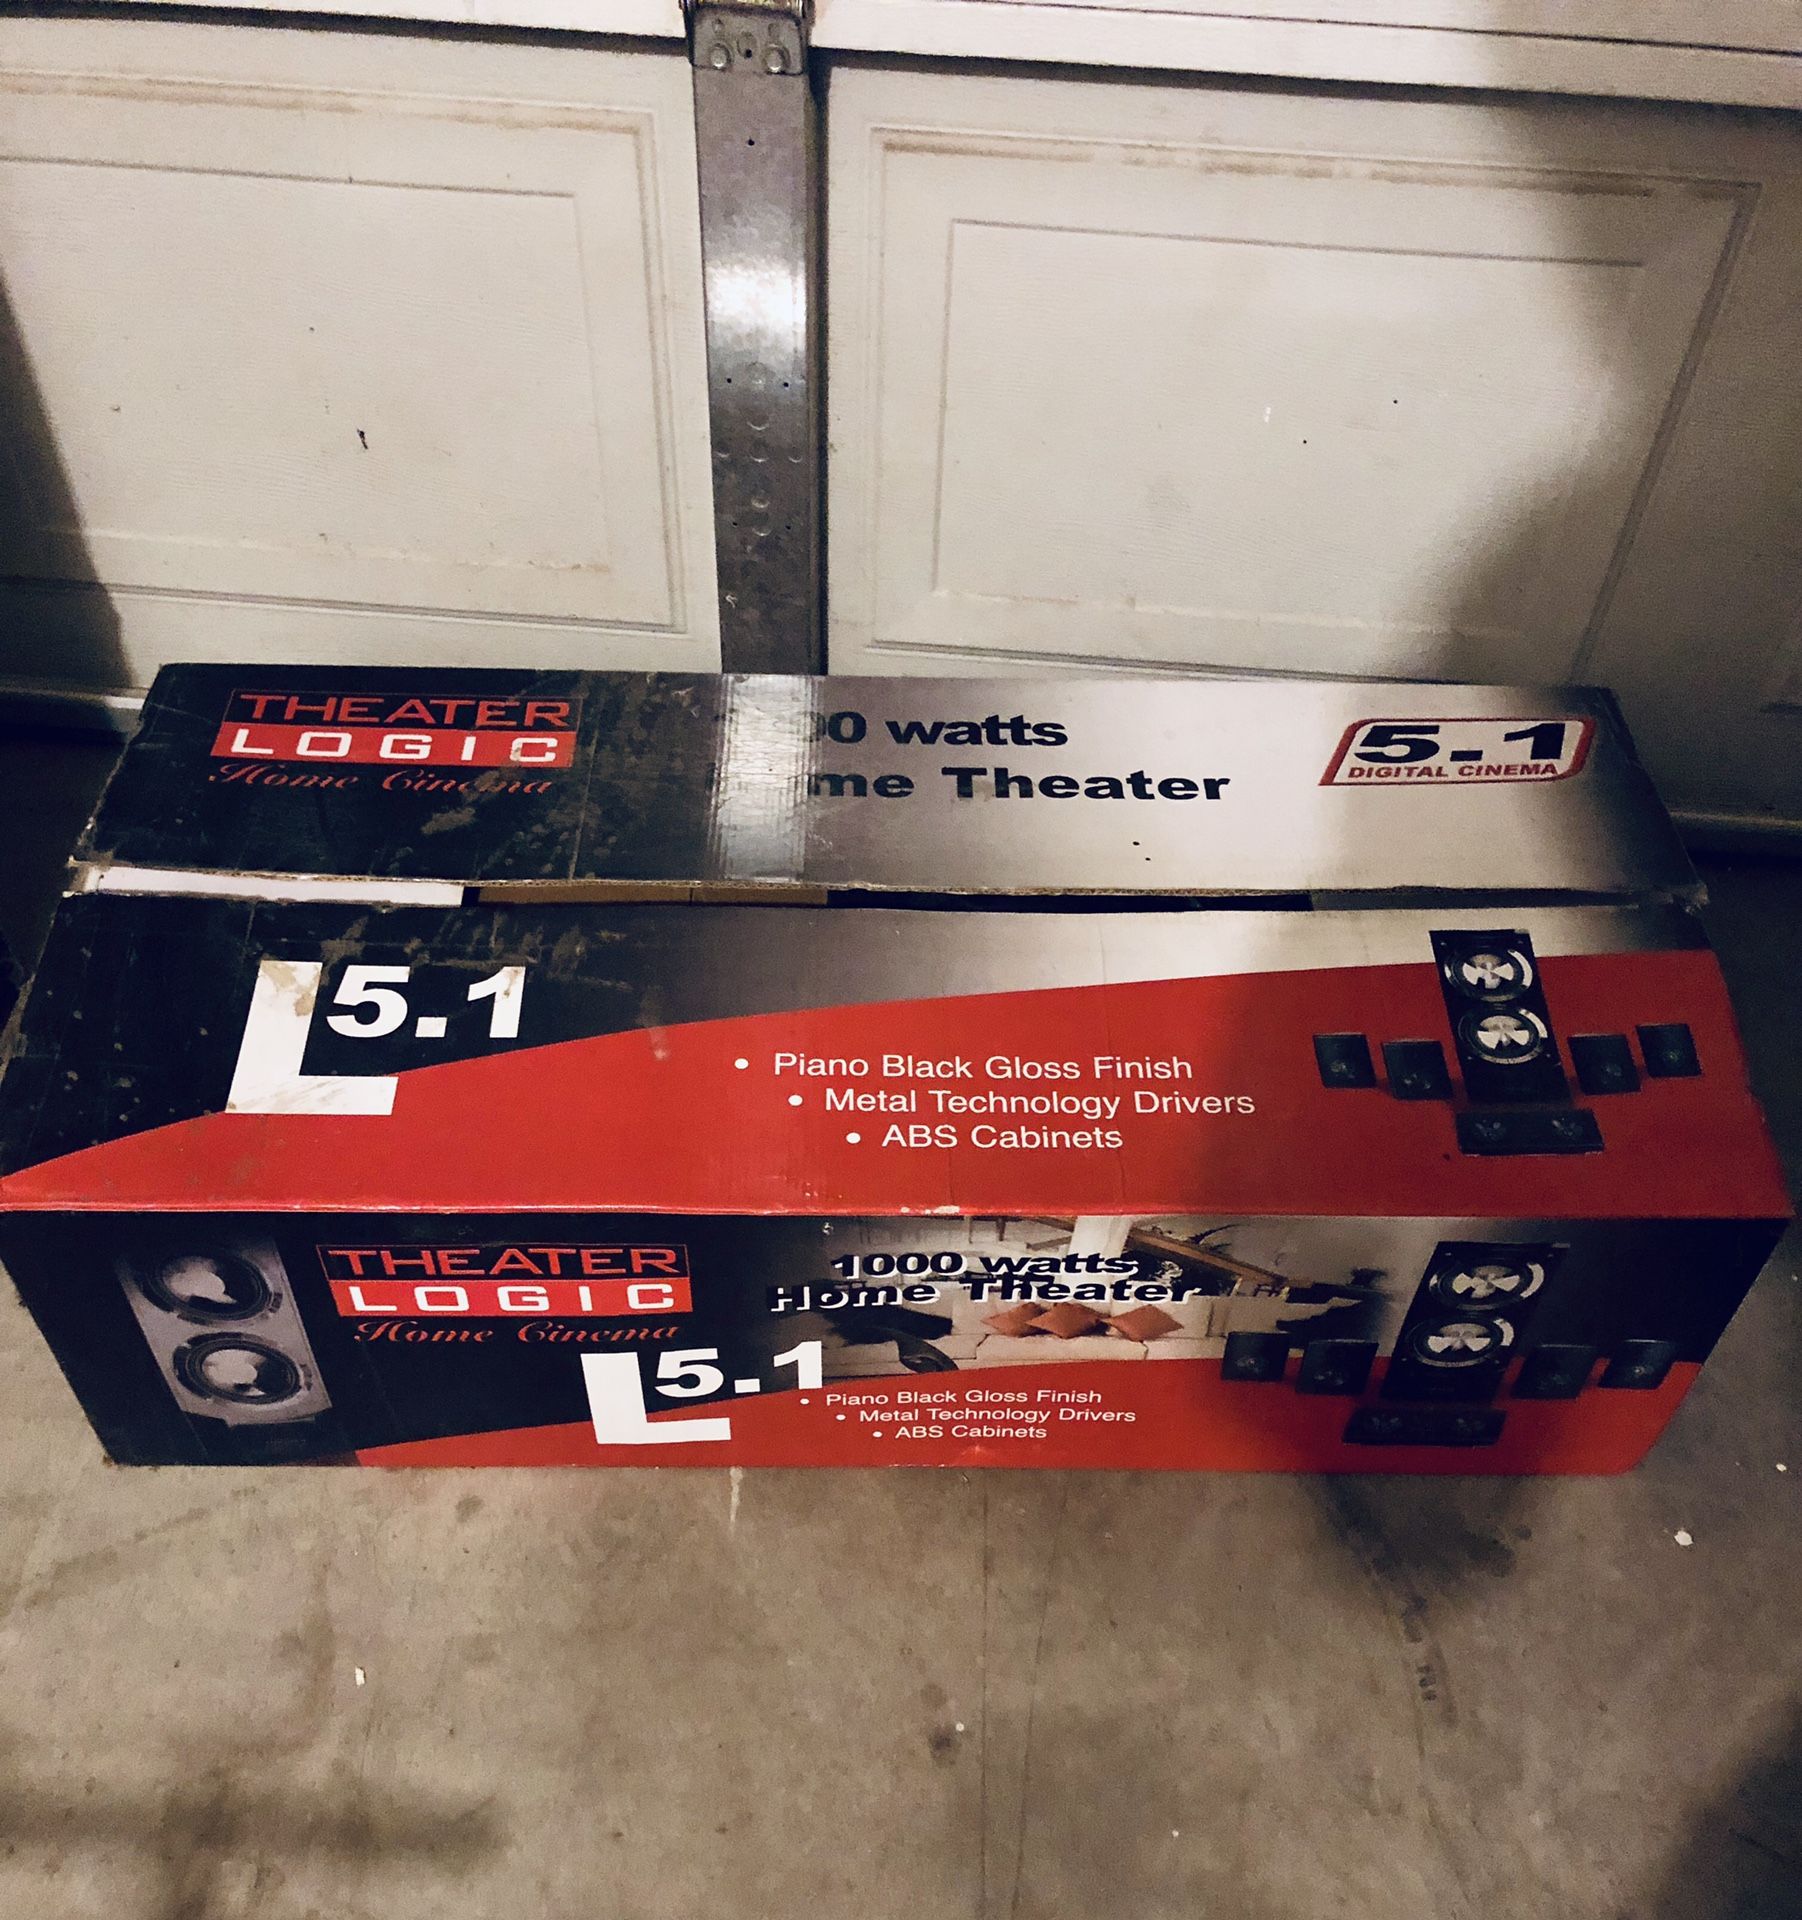 THEATER
LOGIC
Home Cinema
00 watts
me Theater
5.1
DIGITAL CINEMA
L5.1
• Piano Black Gloss Finish
• Metal Technology Drivers
• ABS Cabinets
THEATER
LOGIC
Home Cinema
1000 watts
Home Theater
L5.1
• Piano Black Gloss Finish
• Metal Technology Drivers
• ABS Cabinets